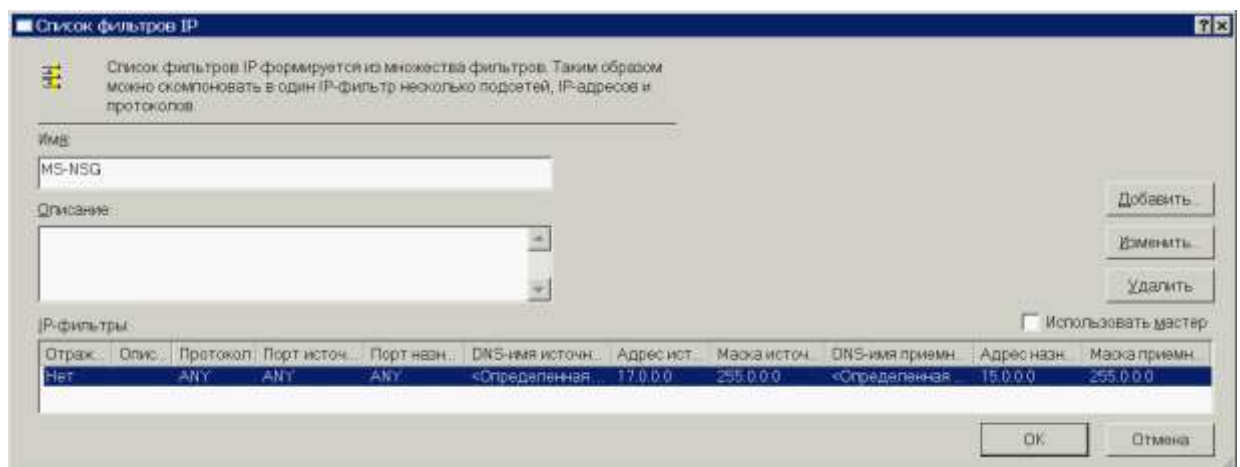 Список фильтров IP
Список фильтров IP формируется из множества фильтров. Таким образом
можно скомпоновать в один IP-фильтр несколько подсетей, IP-адресов и
протоколов.
Имя:
MS-NSG
Добавить...
Описание:
Изменить...
Удалить
IP-фильтры:
Использовать мастер
Отраж... Опис... Протокол Порт источ... Порт назн... DNS-имя источн... Адрес ист... Маска источ... DNS-имя приемн... Адрес назн... Маска приемн...
Нет ANY ANY ANY <Определенная ... 17.0.0.0 255.0.0.0 <Определенная ... 15.0.0.0 255.0.0.0
OK Отмена